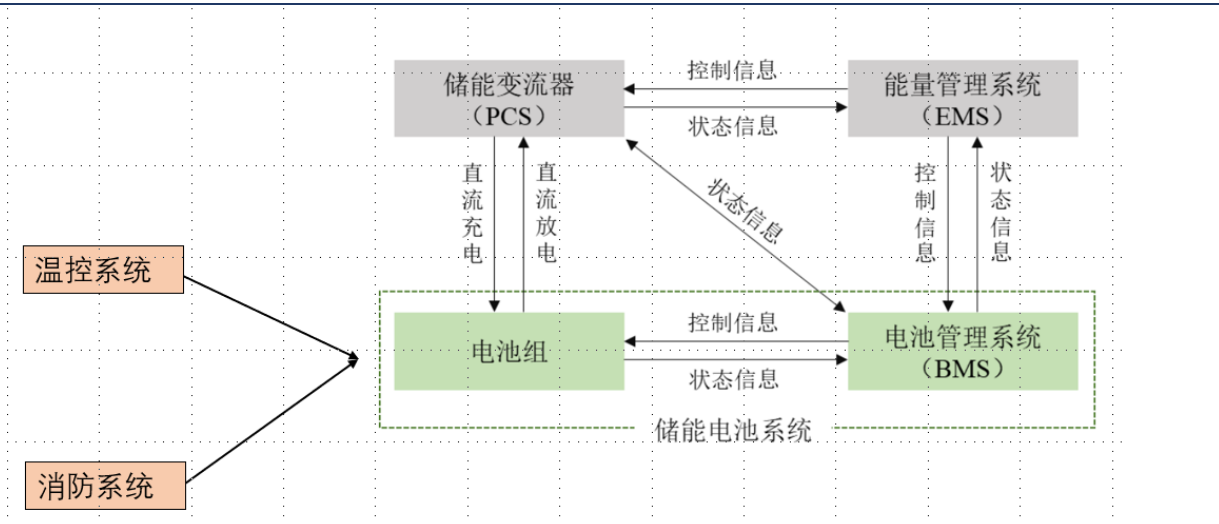 储能变流器
（PCS）
控制信息
状态信息
能量管理系统
（EMS）
直流充电
直流放电
状态信息
控制信息
状态信息
温控系统
电池组
控制信息
状态信息
电池管理系统
（BMS）
储能电池系统
消防系统